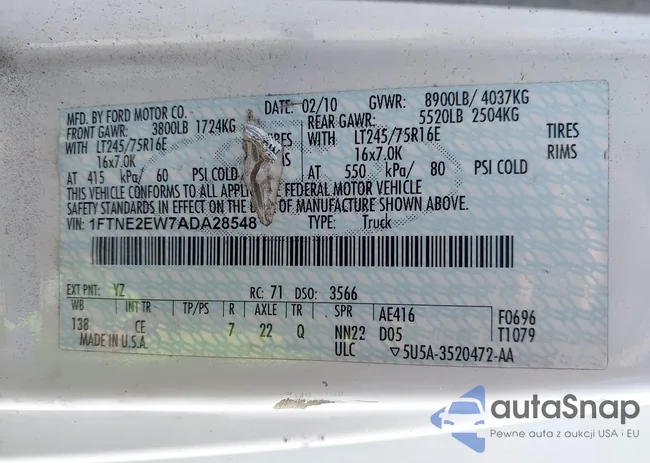 MFD. BY FORD MOTOR CO. DATE: 02/10 GVWR: 8900LB/ 4037KG
FRONT GAWR: 3800LB 1724KG REAR GAWR: 5520LB 2504KG
WITH LT245/75R16E TIRES WITH LT245/75R16E TIRES
16x7.0K 16x7.0K RIMS
AT 415 kPa/ 60 PSI COLD AT 550 kPa/ 80 PSI COLD
THIS VEHICLE CONFORMS TO ALL FEDERAL MOTOR VEHICLE
SAFETY STANDARDS IN EFFECT ON THE OF MANUFACTURE SHOWN ABOVE.
VIN: 1FTNE2EW7ADA28548 TYPE: Truck
EXT PNT: YZ RC: 71 DSO: 3566
WB INT TR TP/PS R AXLE TR SPR AE416 F0696
138 CE 7 22 Q NN22 D05 T1079
MADE IN U.S.A. ULC ▽5U5A-3520472-AA
autaSnap
Pewne auta z aukcji USA i EU